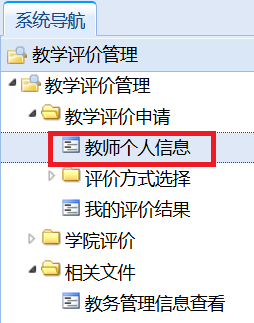 系统导航
教学评价管理
教学评价管理
教学评价申请
教师个人信息
评价方式选择
我的评价结果
学院评价
相关文件
教务管理信息查看